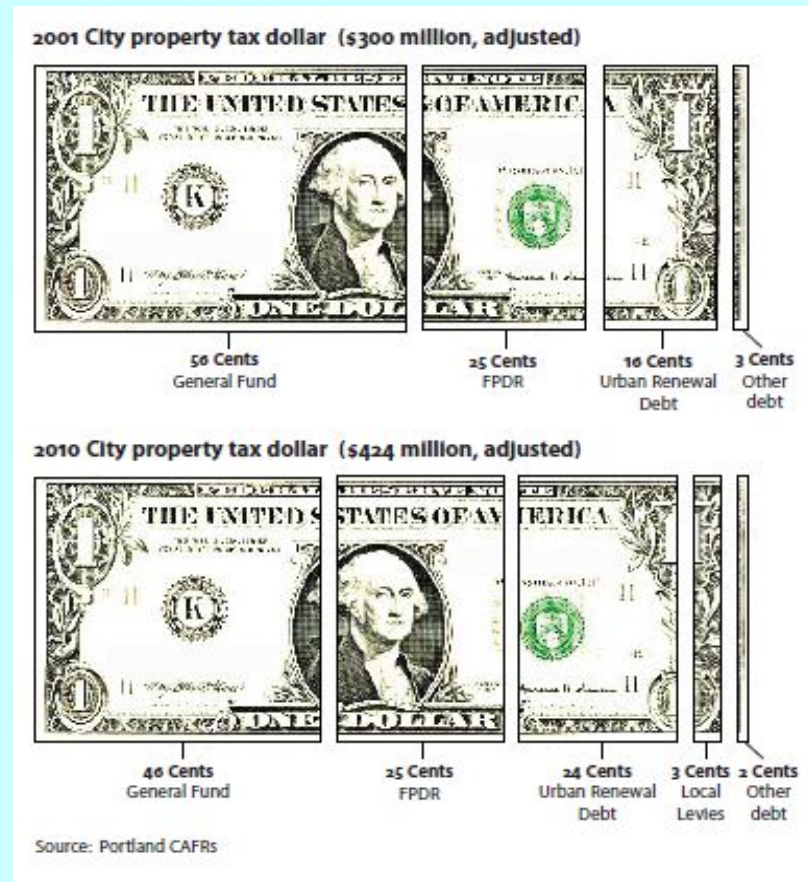 2001 City property tax dollar ($300 million, adjusted)
THE UNITED STATES OF AMERICA
K
ONE DOLLAR
56 Cents
General Fund
25 Cents
FPDR
16 Cents
Urban Renewal
Debt
3 Cents
Other
debt
2010 City property tax dollar ($424 million, adjusted)
THE UNITED STATES OF AMERICA
K
ONE DOLLAR
46 Cents
General Fund
25 Cents
FPDR
24 Cents
Urban Renewal
Debt
3 Cents
Local
Levies
2 Cents
Other
debt
Source: Portland CAFRs